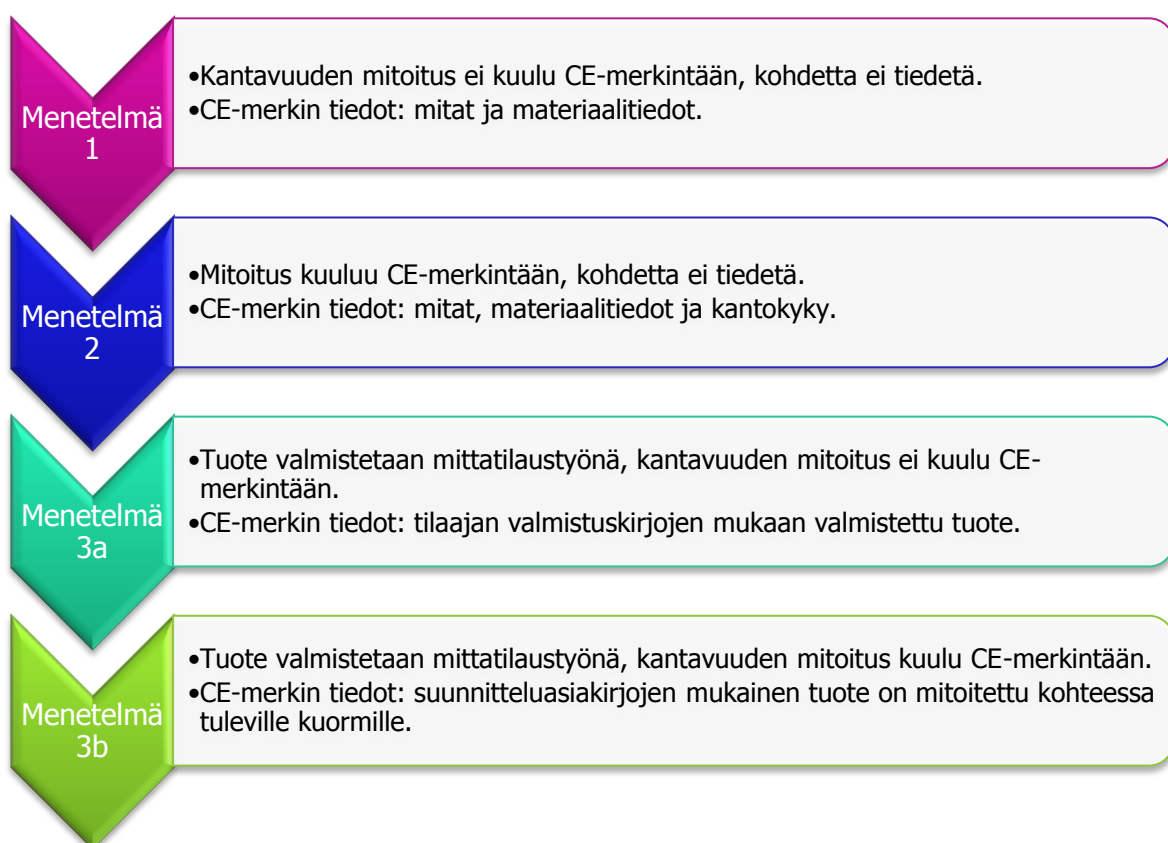 Menetelmä
1
•Kantavuuden mitoitus ei kuulu CE-merkintään, kohdetta ei tiedetä.
•CE-merkin tiedot: mitat ja materiaalitiedot.
Menetelmä
2
•Mitoitus kuuluu CE-merkintään, kohdetta ei tiedetä.
•CE-merkin tiedot: mitat, materiaalitiedot ja kantokyky.
Menetelmä
3a
•Tuote valmistetaan mittatilaustyönä, kantavuuden mitoitus ei kuulu CE-
merkintään.
•CE-merkin tiedot: tilaajan valmistuskirjojen mukaan valmistettu tuote.
Menetelmä
3b
•Tuote valmistetaan mittatilaustyönä, kantavuuden mitoitus kuulu CE-merkintään.
•CE-merkin tiedot: suunnitteluasiakirjojen mukainen tuote on mitoitettu kohteessa
tuleville kuormille.